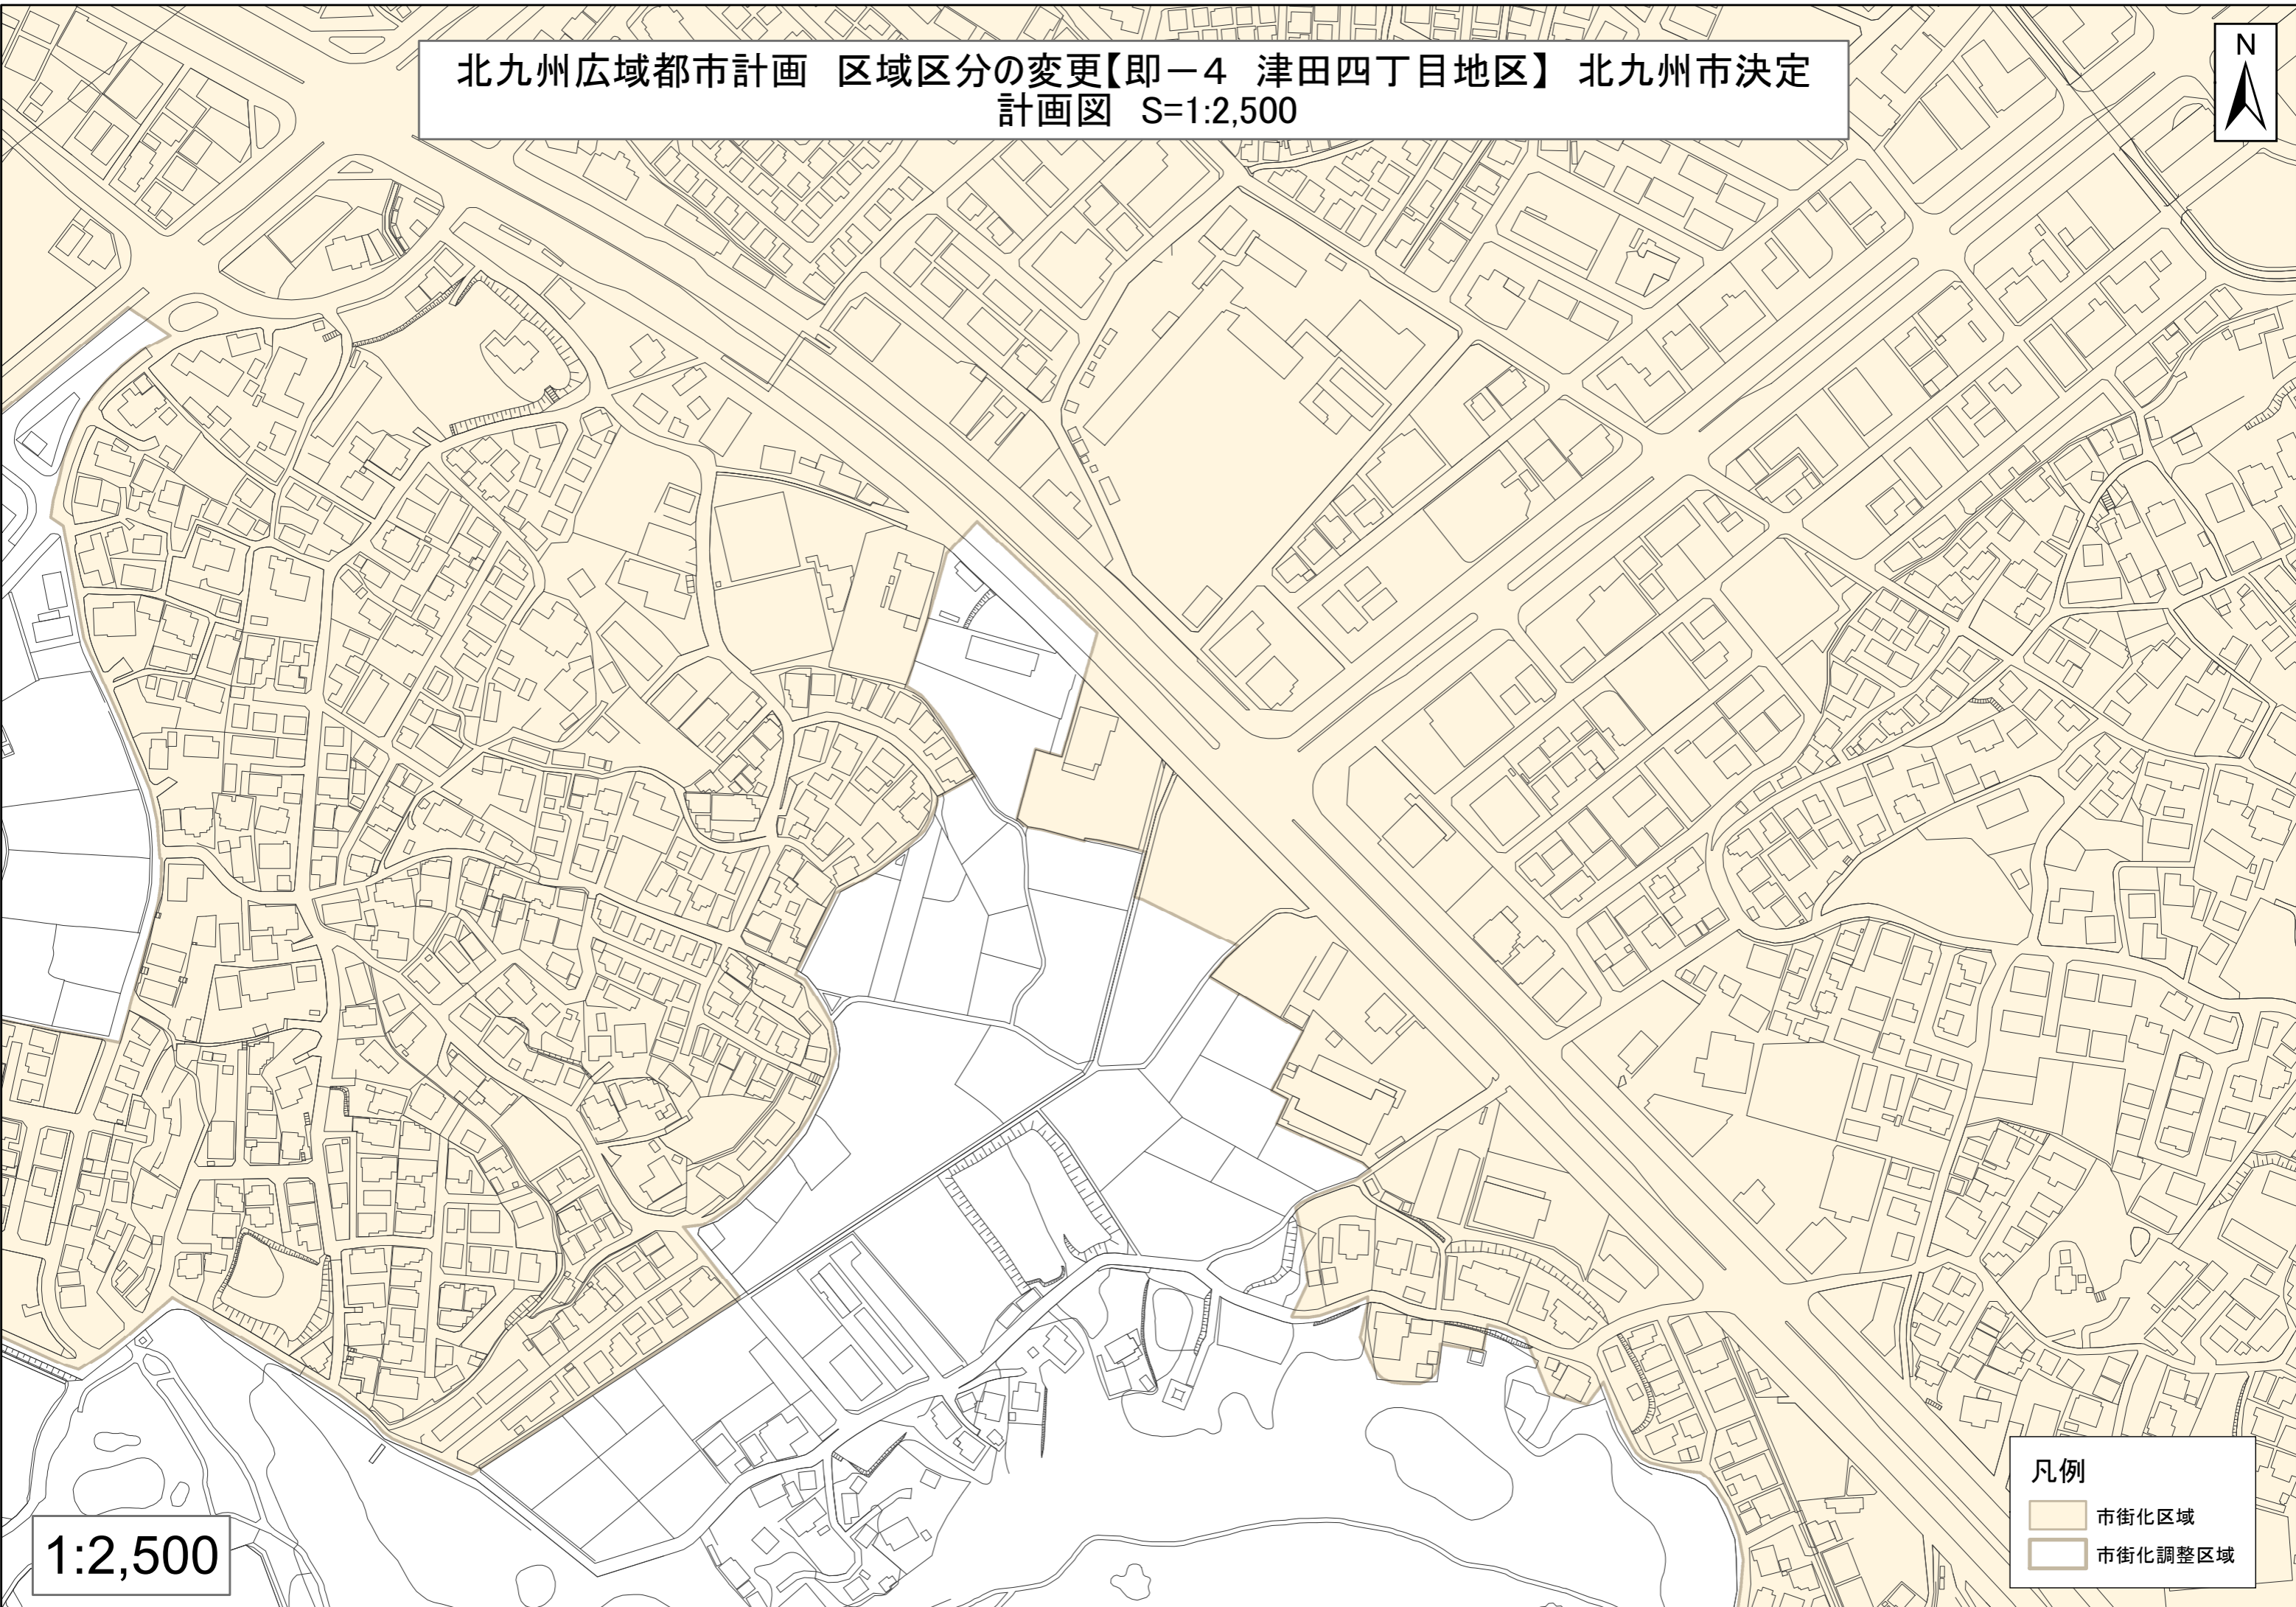 北九州広域都市計画　区域区分の変更【即－４　津田四丁目地区】　北九州市決定
計画図　S=1:2,500
N
凡例
市街化区域
市街化調整区域
1:2,500